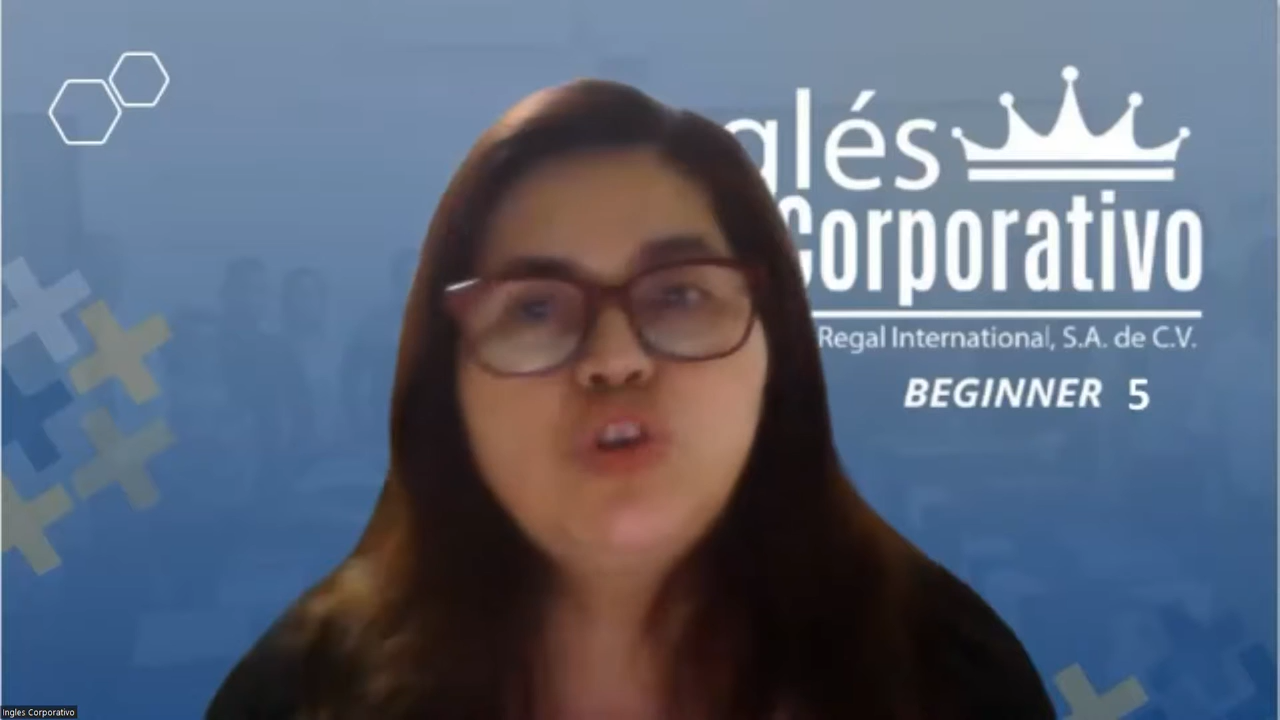 glés
Corporativo
Regal International, S.A. de C.V.
BEGINNER 5
Ingles Corporativo